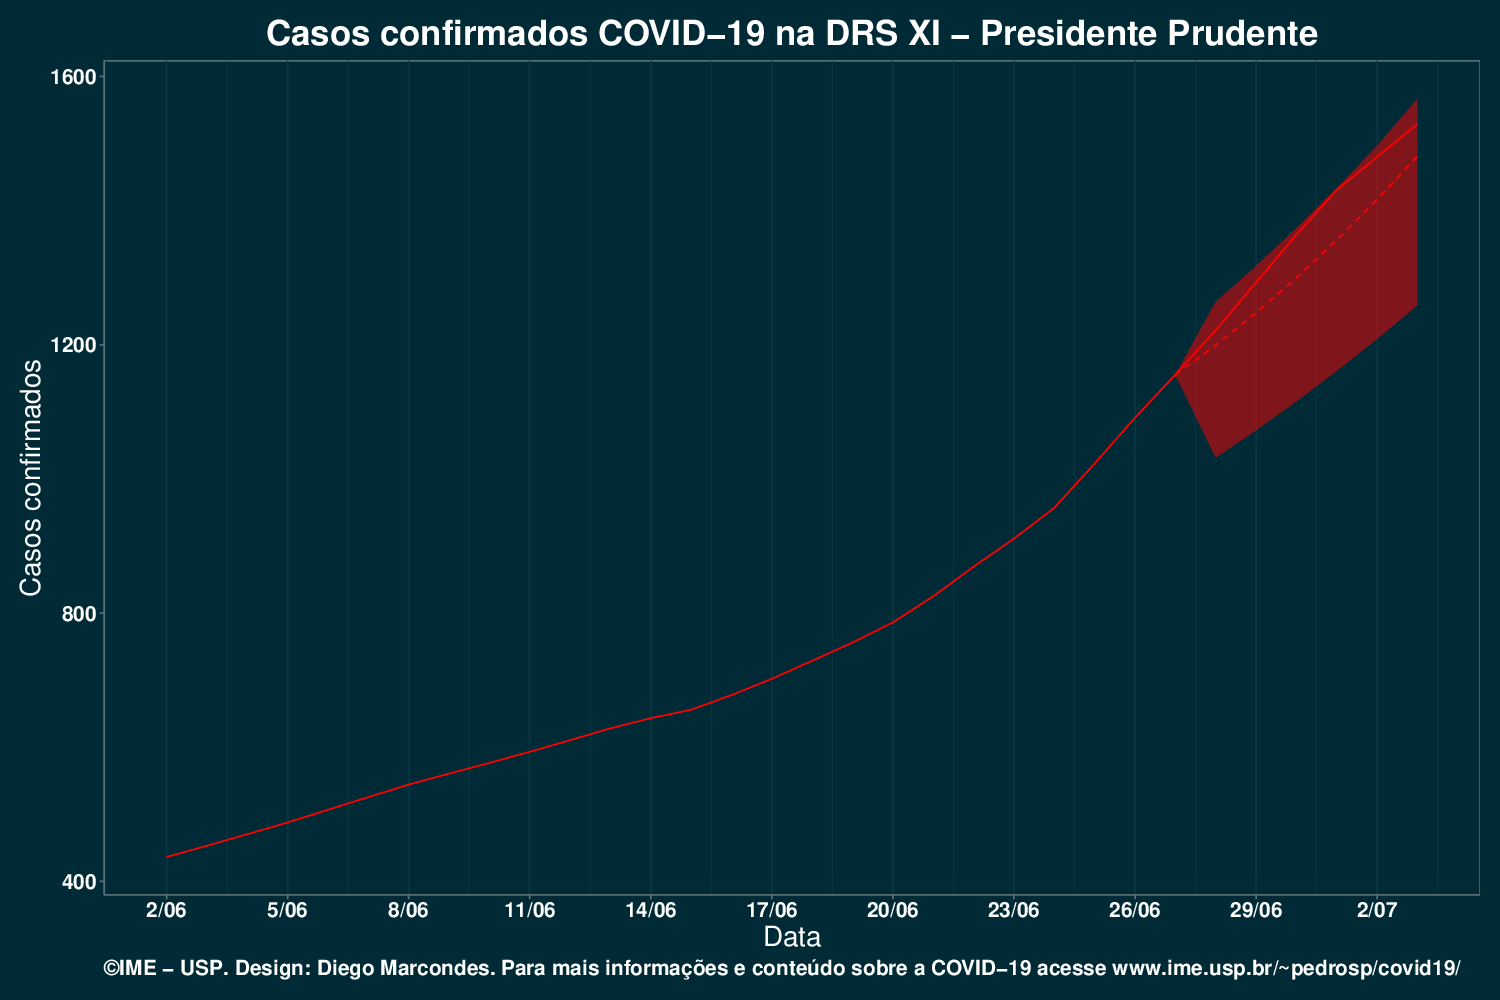 Casos confirmados COVID−19 na DRS XI − Presidente Prudente
1600
1200
800
400
Casos confirmados
2/06 5/06 8/06 11/06 14/06 17/06 20/06 23/06 26/06 29/06 2/07
Data
©IME − USP. Design: Diego Marcondes. Para mais informações e conteúdo sobre a COVID−19 acesse www.ime.usp.br/~pedrosp/covid19/